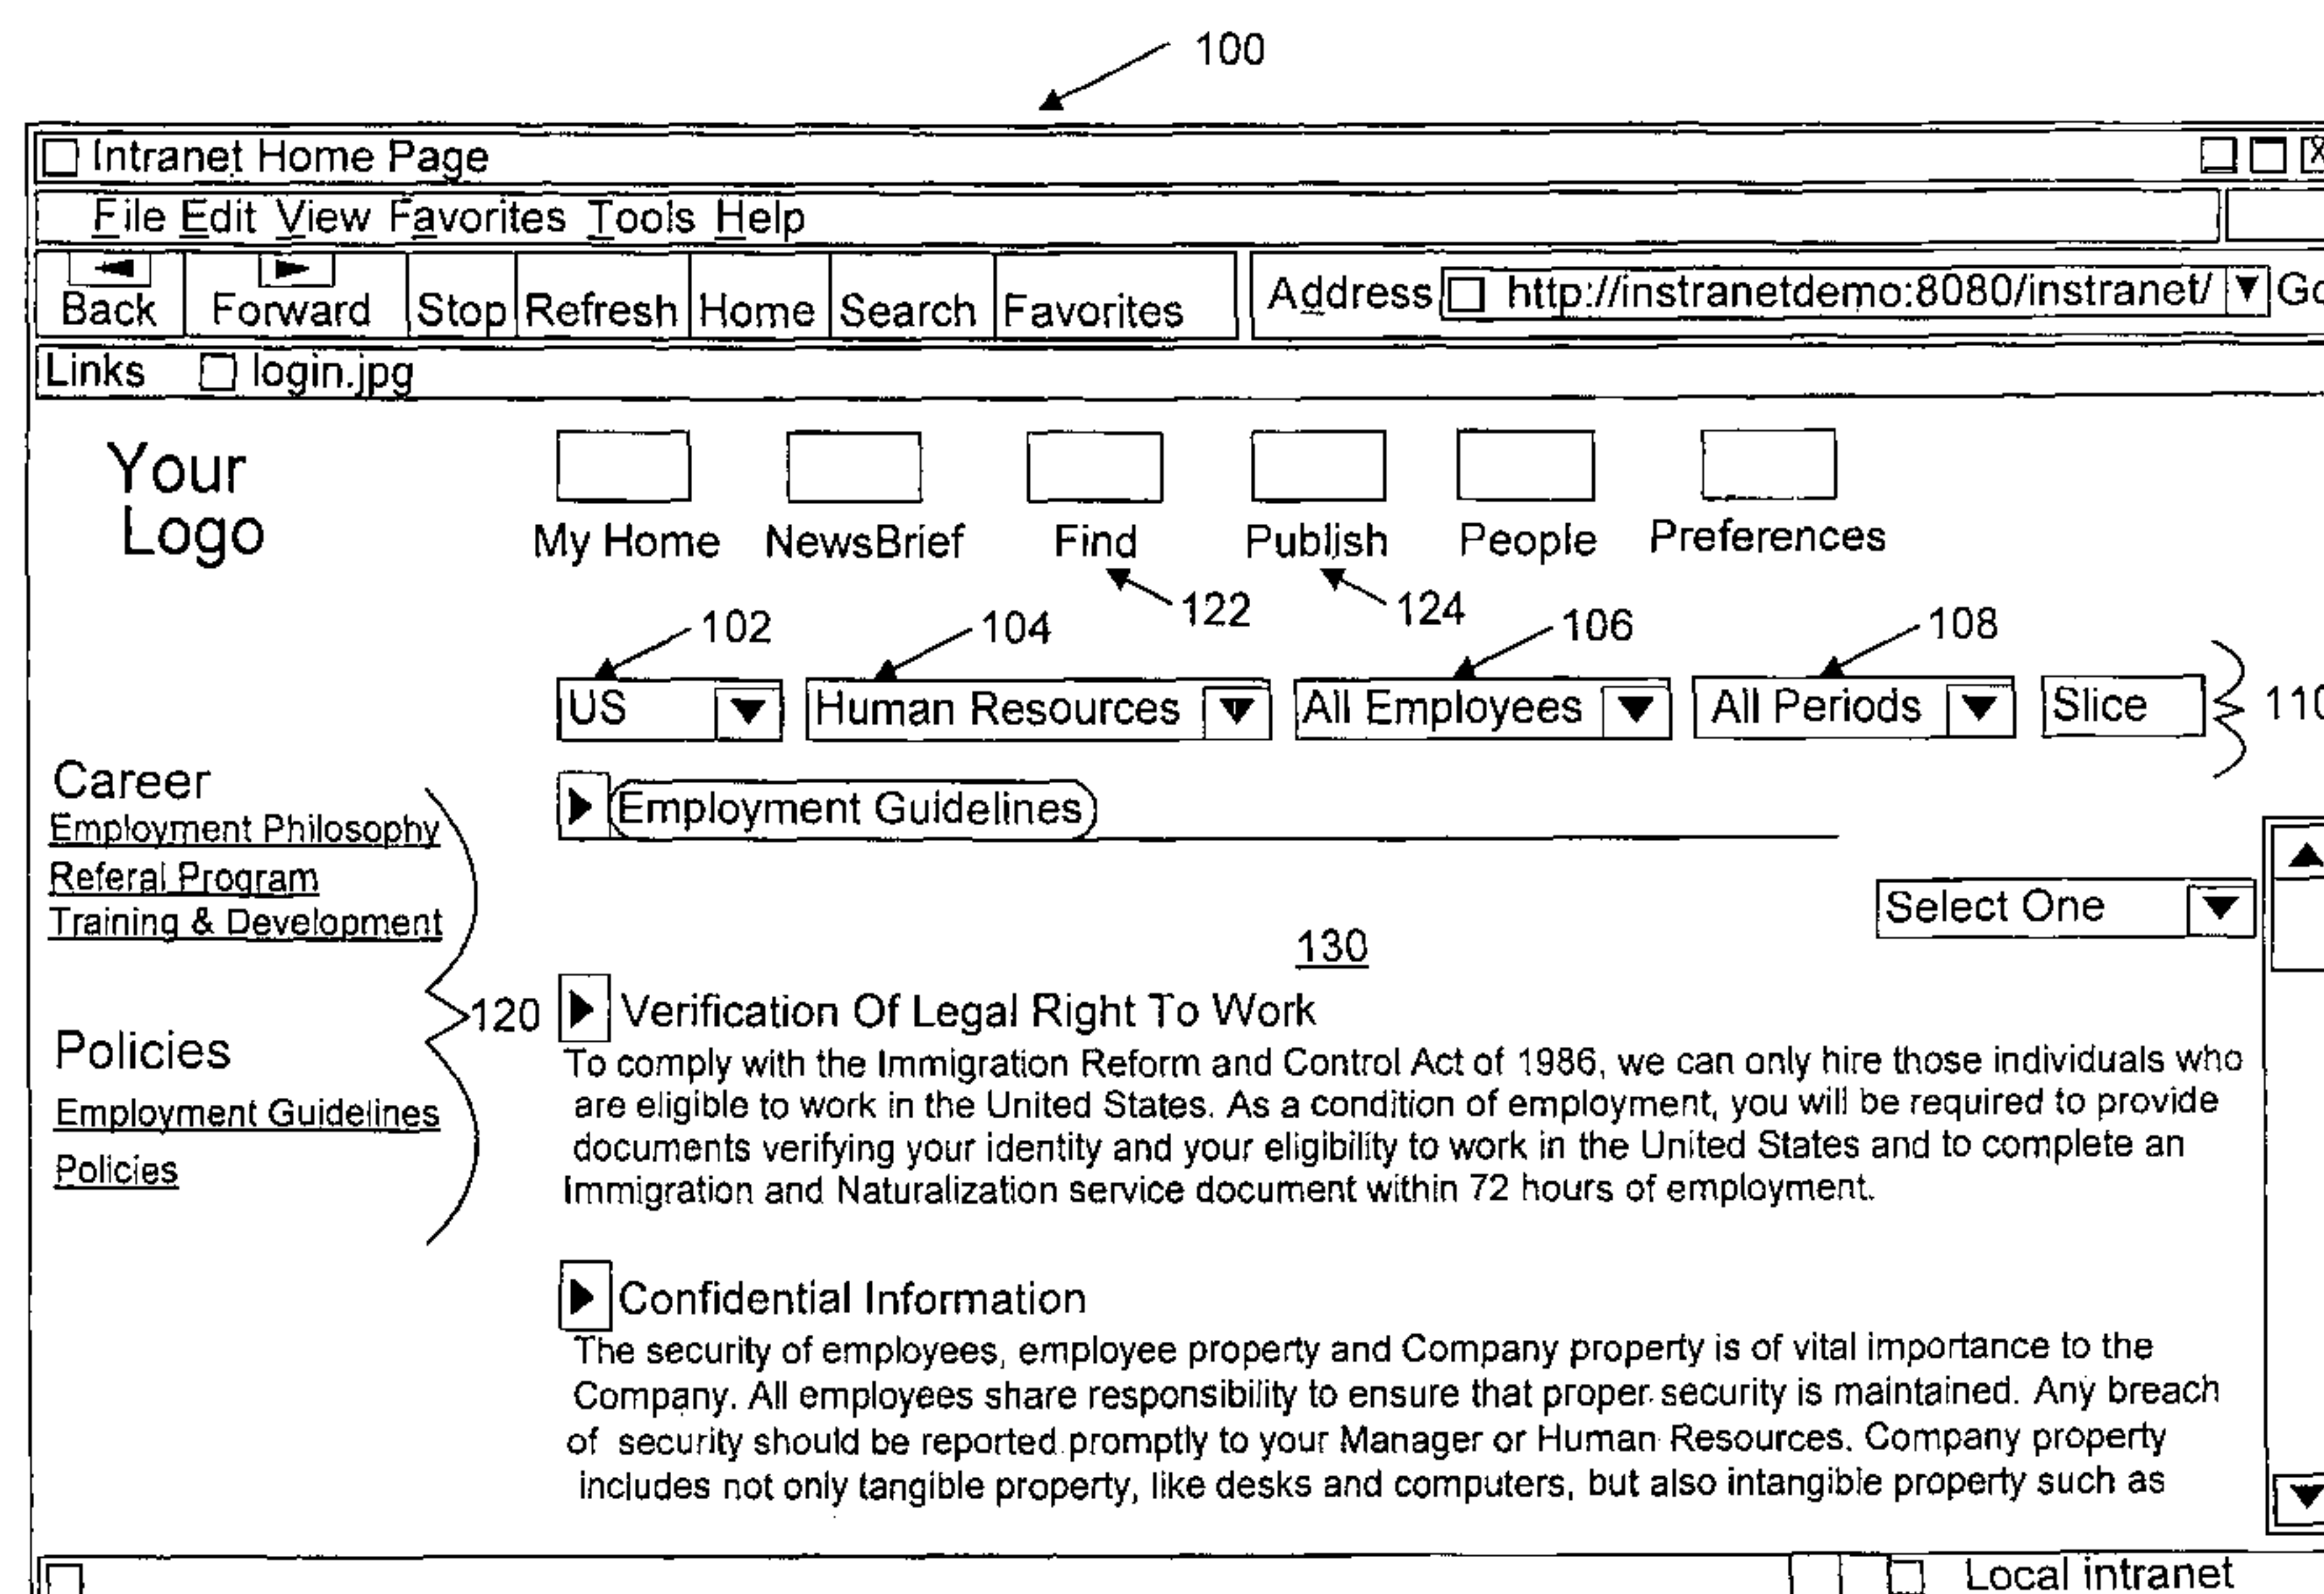 100
Intranet Home Page
File Edit View Favorites Tools Help
Back Forward Stop Refresh Home Search Favorites Address http://instranetdemo:8080/instranet/ Go
Links login.jpg
Your
Logo
My Home NewsBrief Find Publish People Preferences
122 124
102 104 106 108
US Human Resources All Employees All Periods Slice 110
Career
Employment Philosophy
Referal Program
Training & Development
120
Policies
Employment Guidelines
Policies
Employment Guidelines
Select One
130
Verification Of Legal Right To Work
To comply with the Immigration Reform and Control Act of 1986, we can only hire those individuals who
are eligible to work in the United States. As a condition of employment, you will be required to provide
documents verifying your identity and your eligibility to work in the United States and to complete an
Immigration and Naturalization service document within 72 hours of employment.
Confidential Information
The security of employees, employee property and Company property is of vital importance to the
Company. All employees share responsibility to ensure that proper security is maintained. Any breach
of security should be reported promptly to your Manager or Human Resources. Company property
includes not only tangible property, like desks and computers, but also intangible property such as
Local intranet